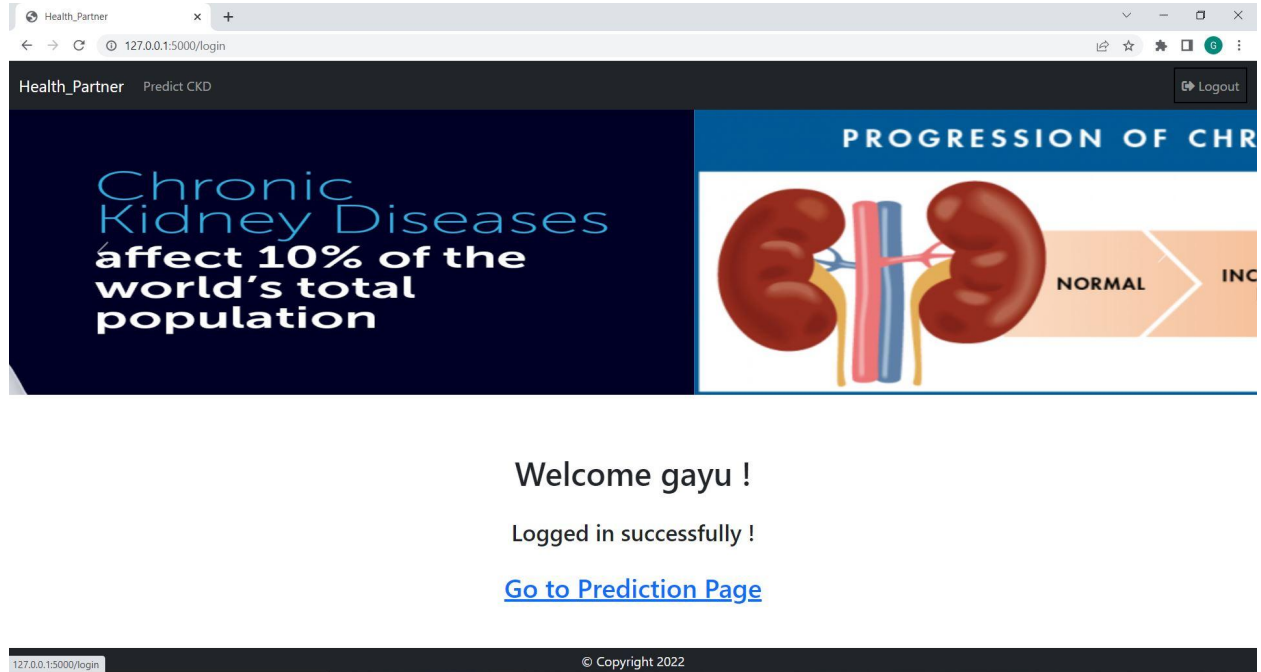 Health_Partner
127.0.0.1:5000/login
G
Health_Partner Predict CKD Logout
Chronic
Kidney Diseases
affect 10% of the
world's total
population
PROGRESSION OF CHR
NORMAL
INC
Welcome gayu !
Logged in successfully !
Go to Prediction Page
127.0.0.1:5000/login
© Copyright 2022